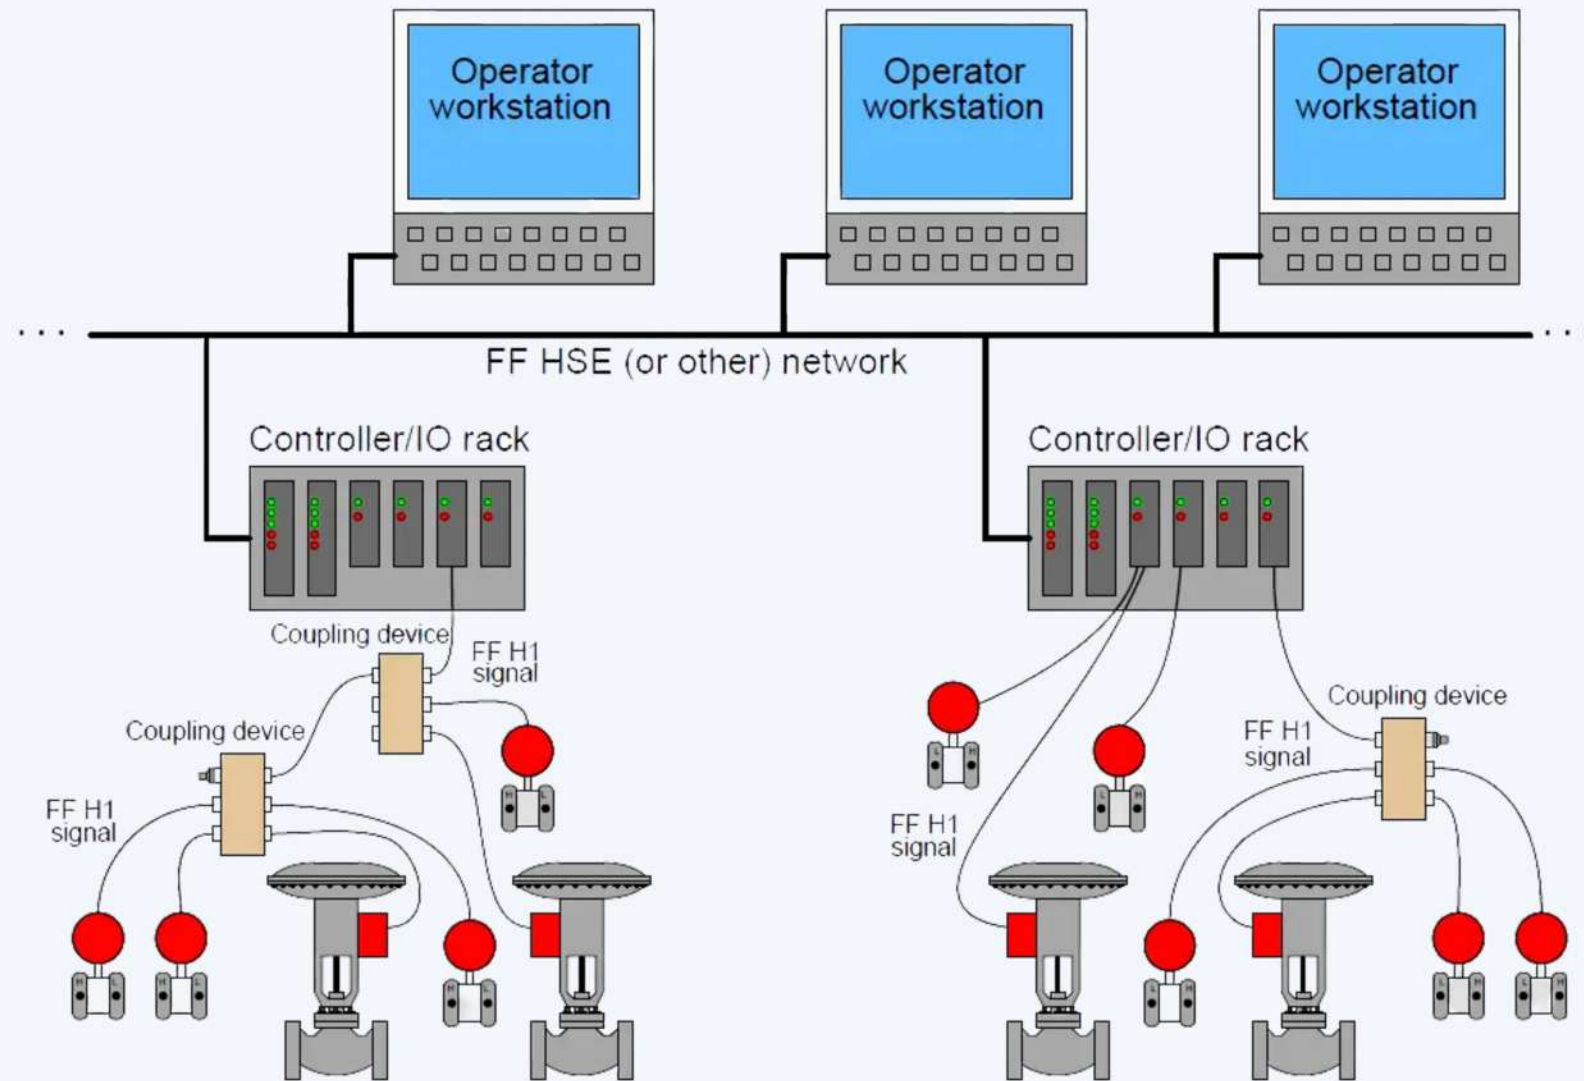 Operator
workstation
Operator
workstation
Operator
workstation
. . .
. . .
FF HSE (or other) network
Controller/IO rack
Controller/IO rack
Coupling device
FF H1
signal
Coupling device
FF H1
signal
Coupling device
FF H1
signal
FF H1
signal
L H
L H
H L
H L
H L
H L
L H
L H
L H